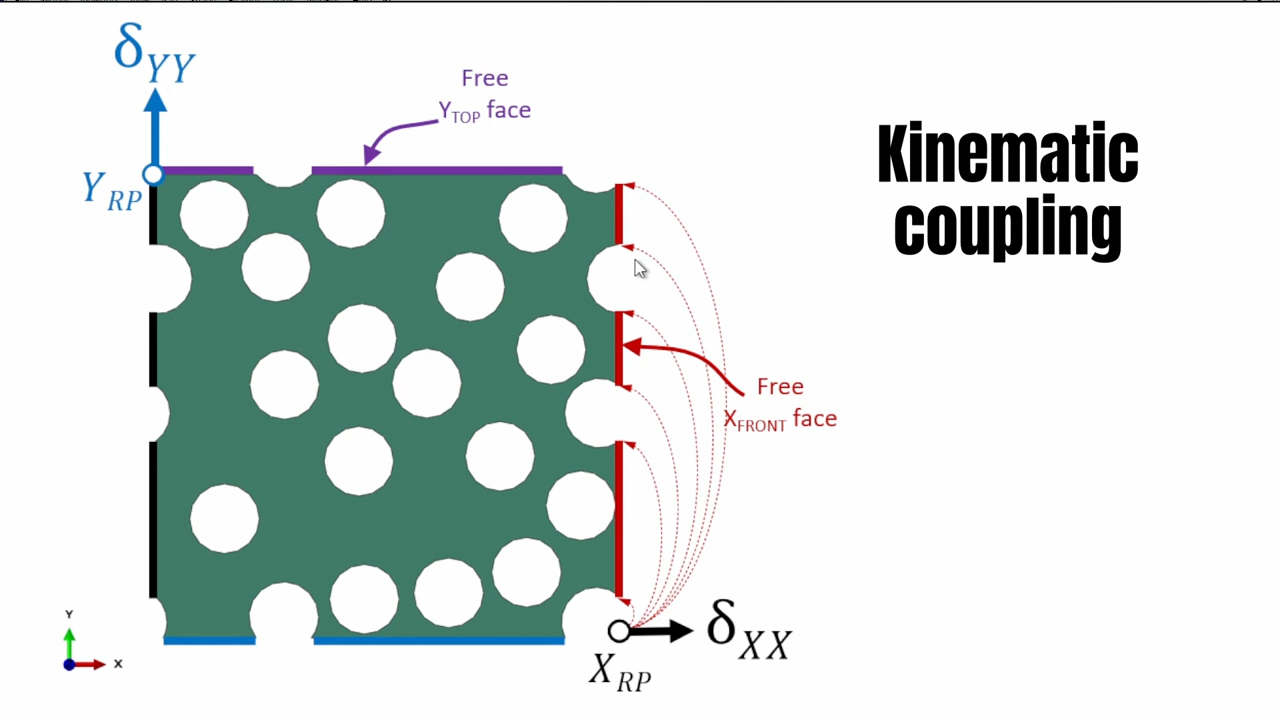 δYY
Free
YTOP face
YRP
Kinematic
coupling
Free
XFRONT face
δXX
XRP
Y
X